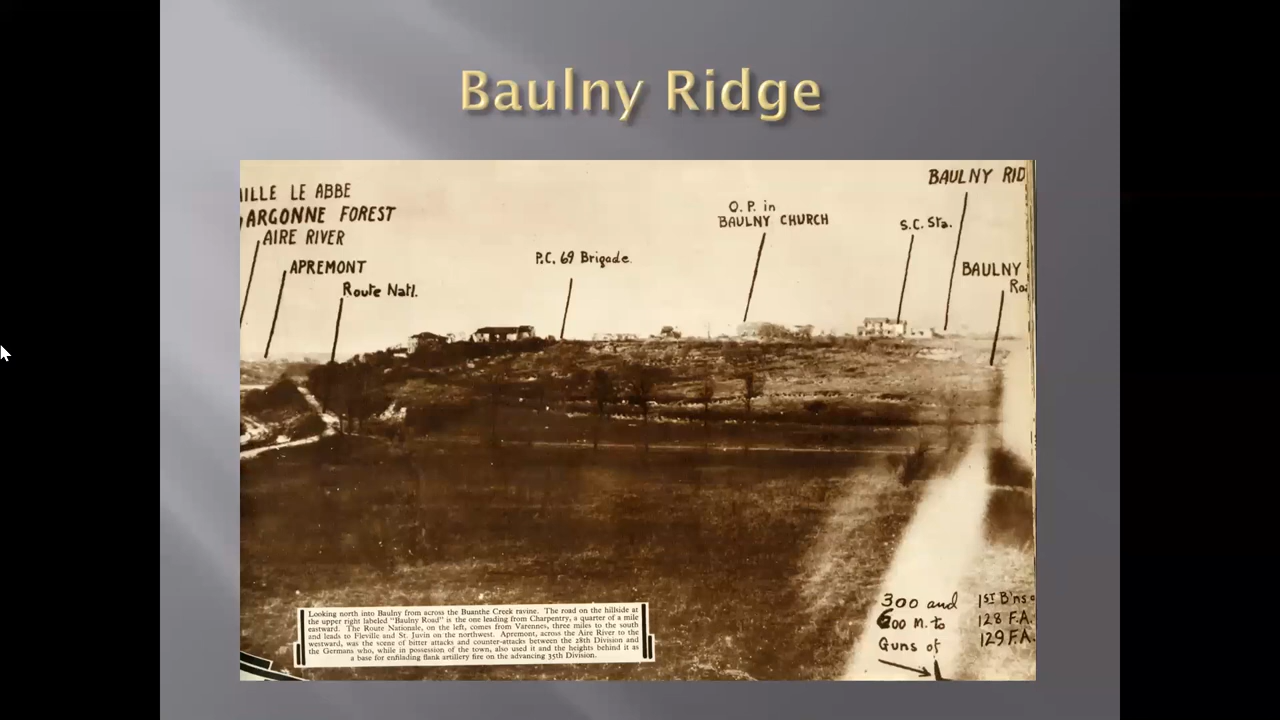 Baulny Ridge
AILLE LE ABBE
ARGONNE FOREST
AIRE RIVER
APREMONT
Route Natl.
P.C. 69 Brigade.
O.P. in
BAULNY CHURCH
S.C. Sta.
BAULNY RID
BAULNY
Roa
300 and
600 M. to
Guns of
1ST B'ns o
128 F.A.
129 F.A.
Looking north into Baulny from across the Buanthe Creek ravine. The road on the hillside at
the upper right labeled "Baulny Road" is the one leading from Charpentry, a quarter of a mile
eastward. The Route Nationale, on the left, comes from Varennes, three miles to the south
and leads to Fleville and St. Juvin on the northwest. Apremont, across the Aire River to the
westward, was the scene of bitter attacks and counter-attacks between the 28th Division and
the Germans who, while in possession of the town, also used it and the heights behind it as
a base for enfilading flank artillery fire on the advancing 35th Division.